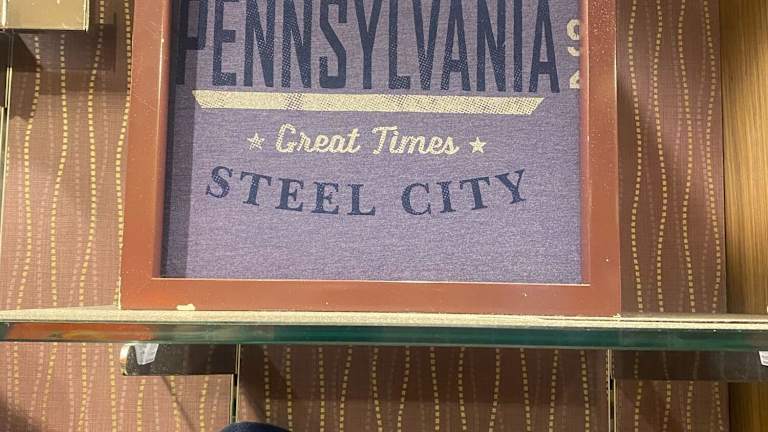 PENNSYLVANIA
Great Times
STEEL CITY